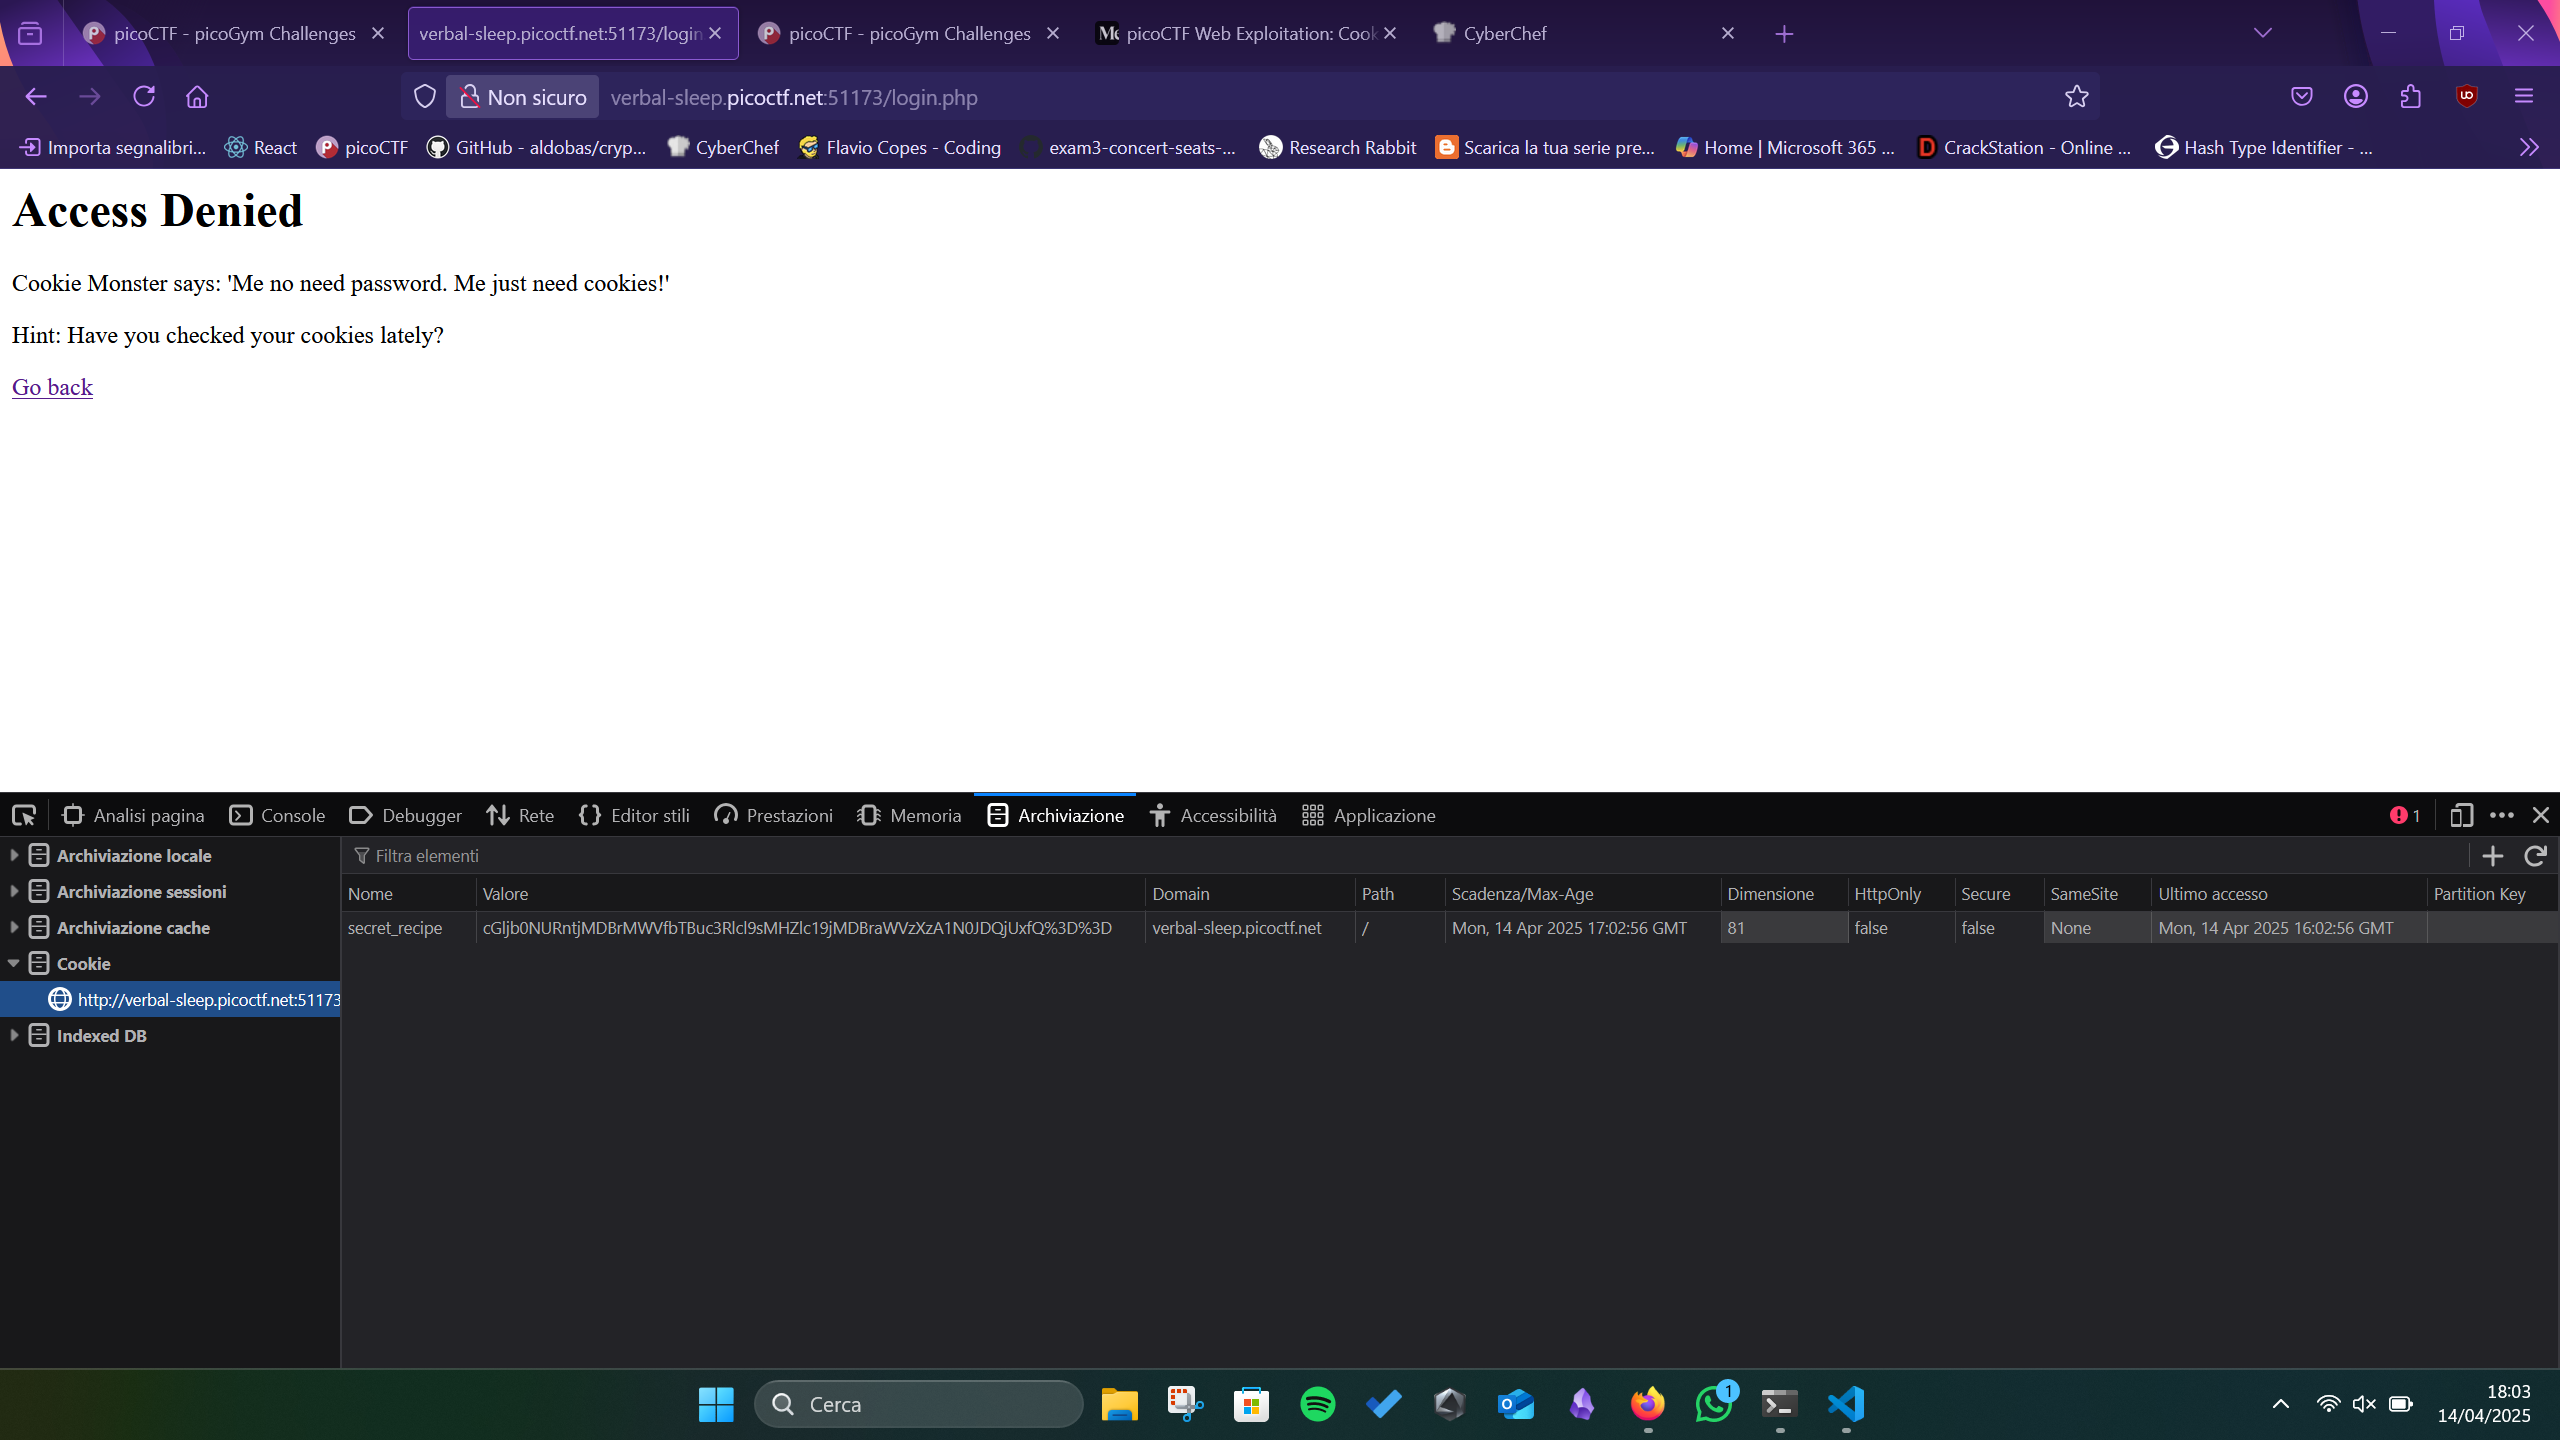 picoCTF - picoGym Challenges
verbal-sleep.picoctf.net:51173/login
picoCTF - picoGym Challenges
picoCTF Web Exploitation: Cook
CyberChef
Non sicuro
verbal-sleep.picoctf.net:51173/login.php
Importa segnalibri...
React
picoCTF
GitHub - aldobas/cryp...
CyberChef
Flavio Copes - Coding
exam3-concert-seats-...
Research Rabbit
Scarica la tua serie pre...
Home | Microsoft 365 ...
CrackStation - Online ...
Hash Type Identifier - ...
Access Denied
Cookie Monster says: 'Me no need password. Me just need cookies!'
Hint: Have you checked your cookies lately?
Go back
Analisi pagina
Console
Debugger
Rete
Editor stili
Prestazioni
Memoria
Archiviazione
Accessibilità
Applicazione
1
Archiviazione locale
Archiviazione sessioni
Archiviazione cache
Cookie
http://verbal-sleep.picoctf.net:51173
Indexed DB
Filtra elementi
Nome Valore Domain Path Scadenza/Max-Age Dimensione HttpOnly Secure SameSite Ultimo accesso Partition Key
secret_recipe cGljb0NURntjMDBrMWVfbTBuc3Rlcl9sMHZlc19jMDBraWVzXzA1N0JDQjUxfQ%3D%3D verbal-sleep.picoctf.net / Mon, 14 Apr 2025 17:02:56 GMT 81 false false None Mon, 14 Apr 2025 16:02:56 GMT
Cerca
1
18:03
14/04/2025